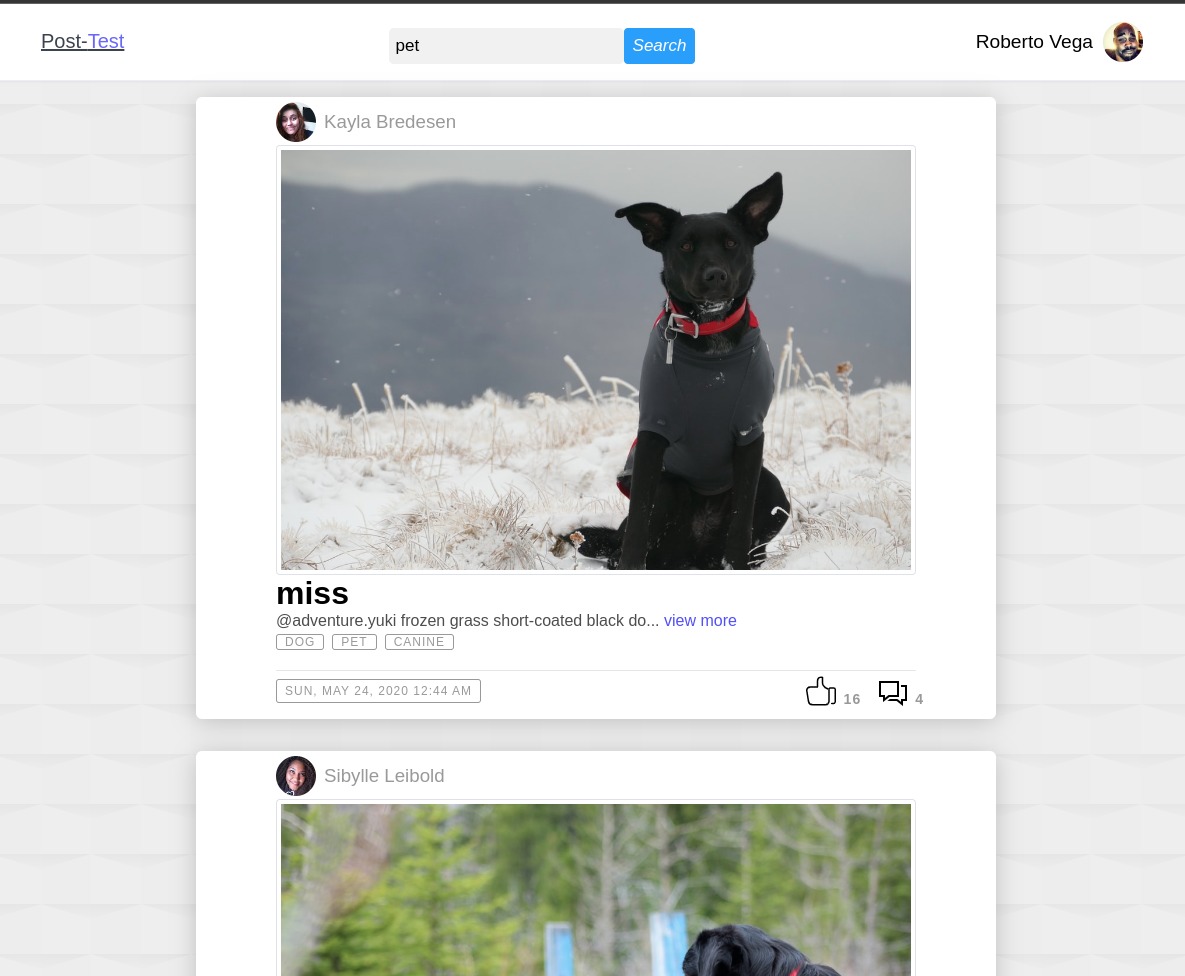 Post-Test
pet
Search
Roberto Vega
Kayla Bredesen
miss
@adventure.yuki frozen grass short-coated black do... view more
DOG PET CANINE
SUN, MAY 24, 2020 12:44 AM
16
4
Sibylle Leibold